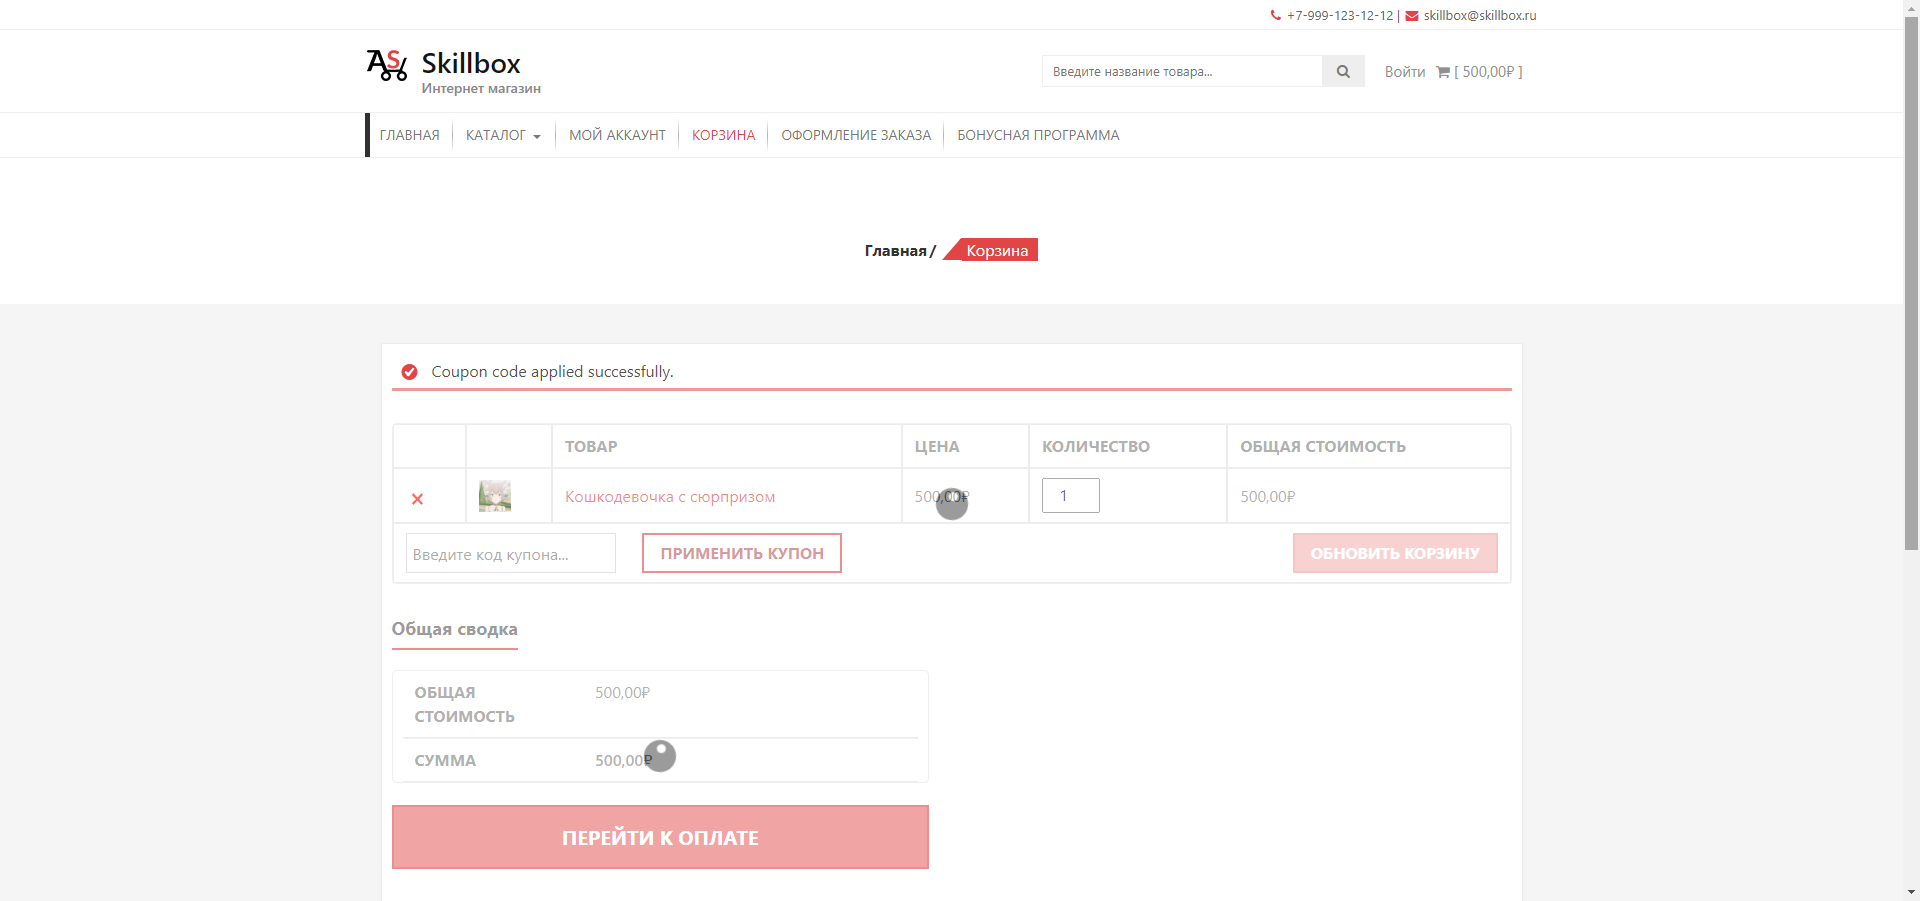 +7-999-123-12-12 | skillbox@skillbox.ru
AS Skillbox
Интернет магазин
Введите название товара...
Войти [ 500,00₽ ]
ГЛАВНАЯ КАТАЛОГ МОЙ АККАУНТ КОРЗИНА ОФОРМЛЕНИЕ ЗАКАЗА БОНУСНАЯ ПРОГРАММА
Главная / Корзина
Coupon code applied successfully.
ТОВАР ЦЕНА КОЛИЧЕСТВО ОБЩАЯ СТОИМОСТЬ
Кошкодевочка с сюрпризом 500,00₽ 1 500,00₽
Введите код купона... ПРИМЕНИТЬ КУПОН ОБНОВИТЬ КОРЗИНУ
Общая сводка
ОБЩАЯ СТОИМОСТЬ 500,00₽
СУММА 500,00₽
ПЕРЕЙТИ К ОПЛАТЕ